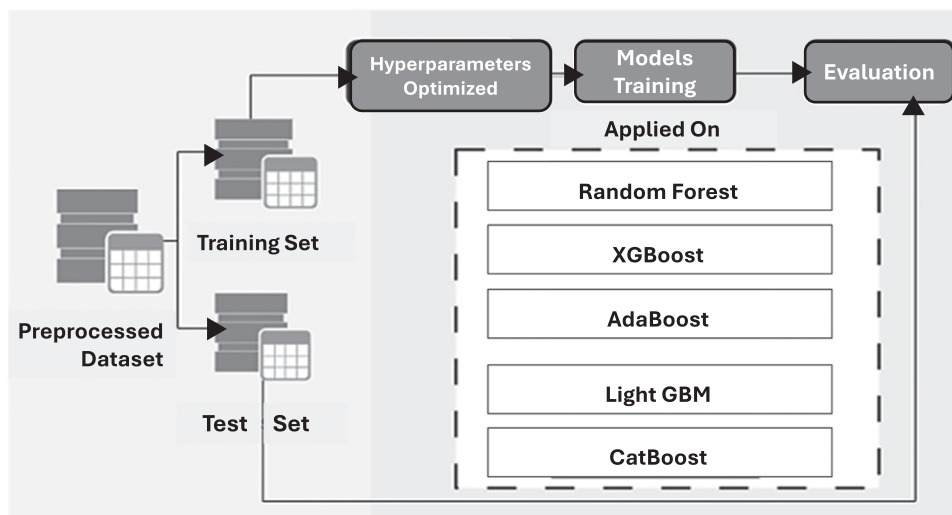 Hyperparameters
Optimized
Models
Training
Evaluation
Applied On
Random Forest
XGBoost
AdaBoost
Light GBM
CatBoost
Training Set
Preprocessed
Dataset
Test Set